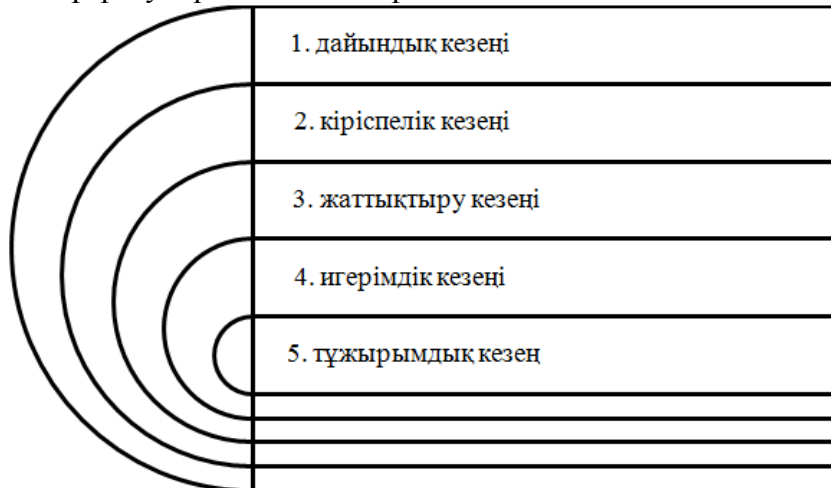 1. дайындық кезеңі
2. кіріспелік кезеңі
3. жаттықтыру кезеңі
4. игерімдік кезеңі
5. тұжырымдық кезең